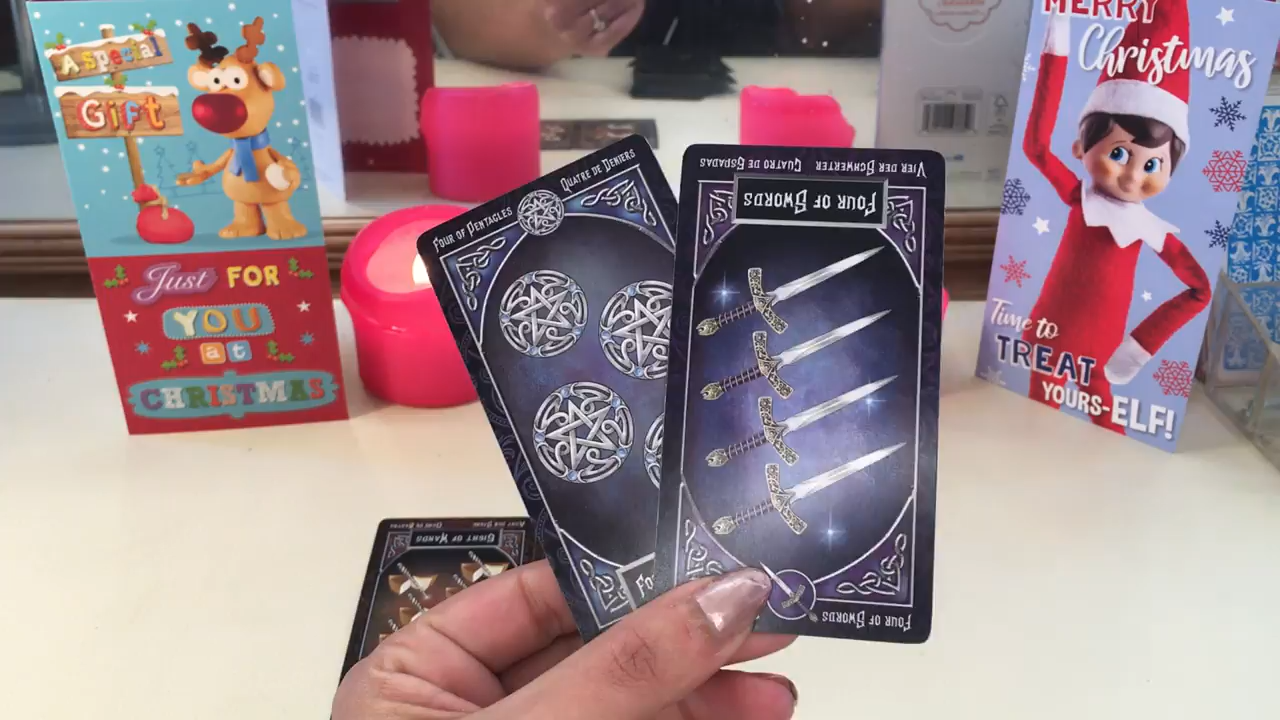 A special
Gift
Just FOR
YOU
at
CHRISTMAS
MERRY
Christmas
Time to
TREAT
YOURS-ELF!
FOUR OF PENTACLES QUATRE DE DENIERS
FO
VIER DER SCHWERTER QUATRO DE ESPADAS
FOUR OF SWORDS
FOUR OF SWORDS
EIGHT OF WANDS